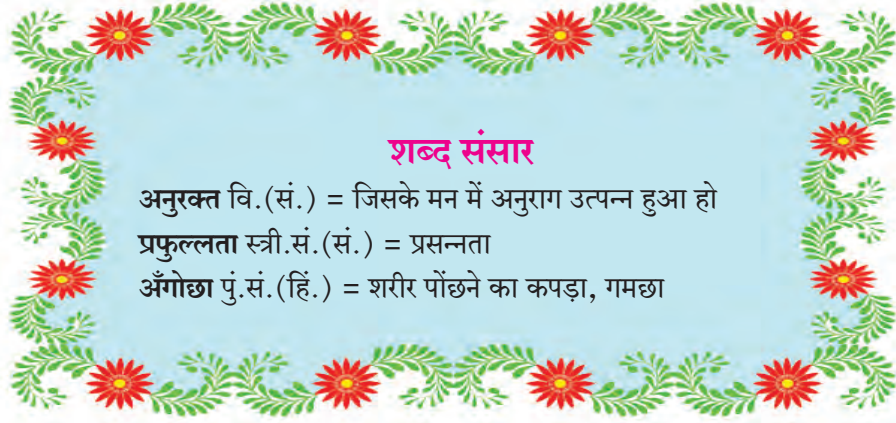 शब्द संसार
अनुरक्त वि.(सं.) = जिसके मन में अनुराग उत्पन्न हुआ हो
प्रफुल्लता स्त्री.सं.(सं.) = प्रसन्नता
अँगोछा पुं.सं.(हिं.) = शरीर पोंछने का कपड़ा, गमछा